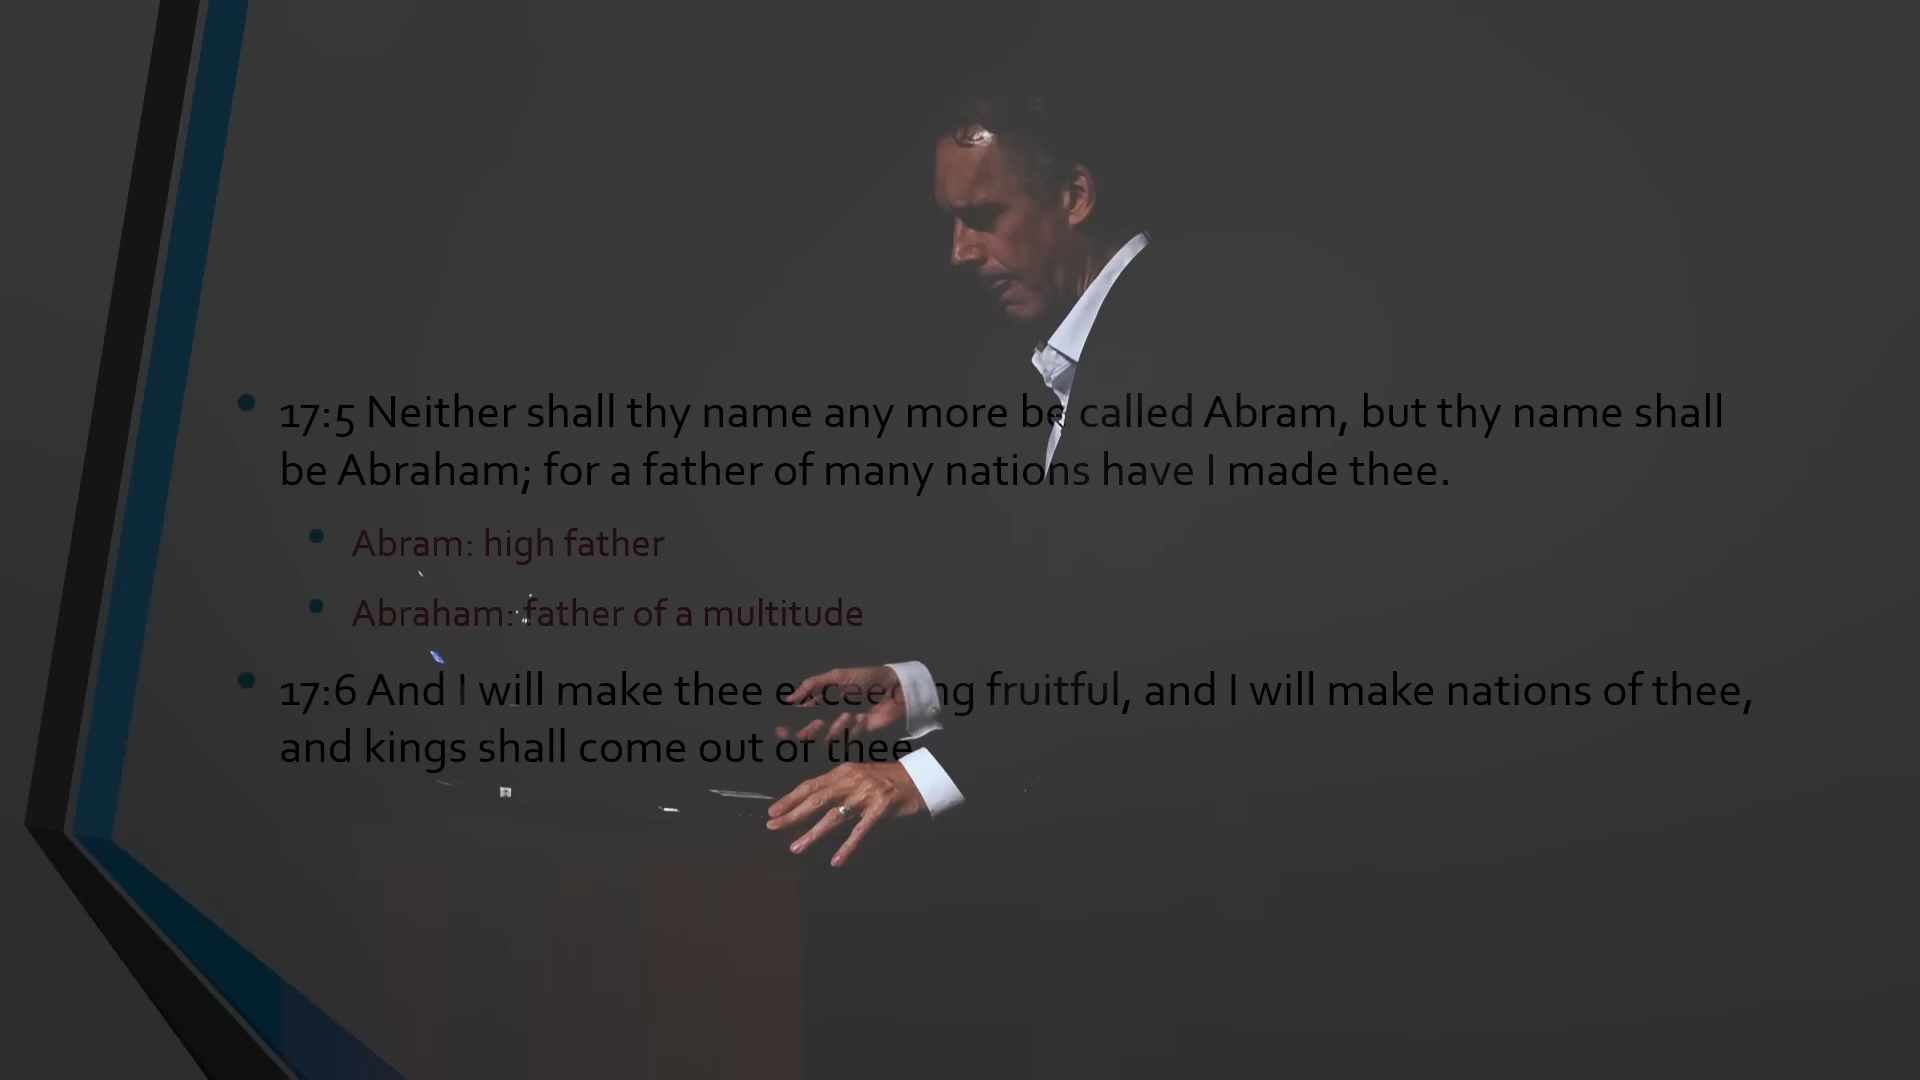 17:5 Neither shall thy name any more be called Abram, but thy name shall
be Abraham; for a father of many nations have I made thee.
Abram: high father
Abraham: father of a multitude
17:6 And I will make thee exceeding fruitful, and I will make nations of thee,
and kings shall come out of thee